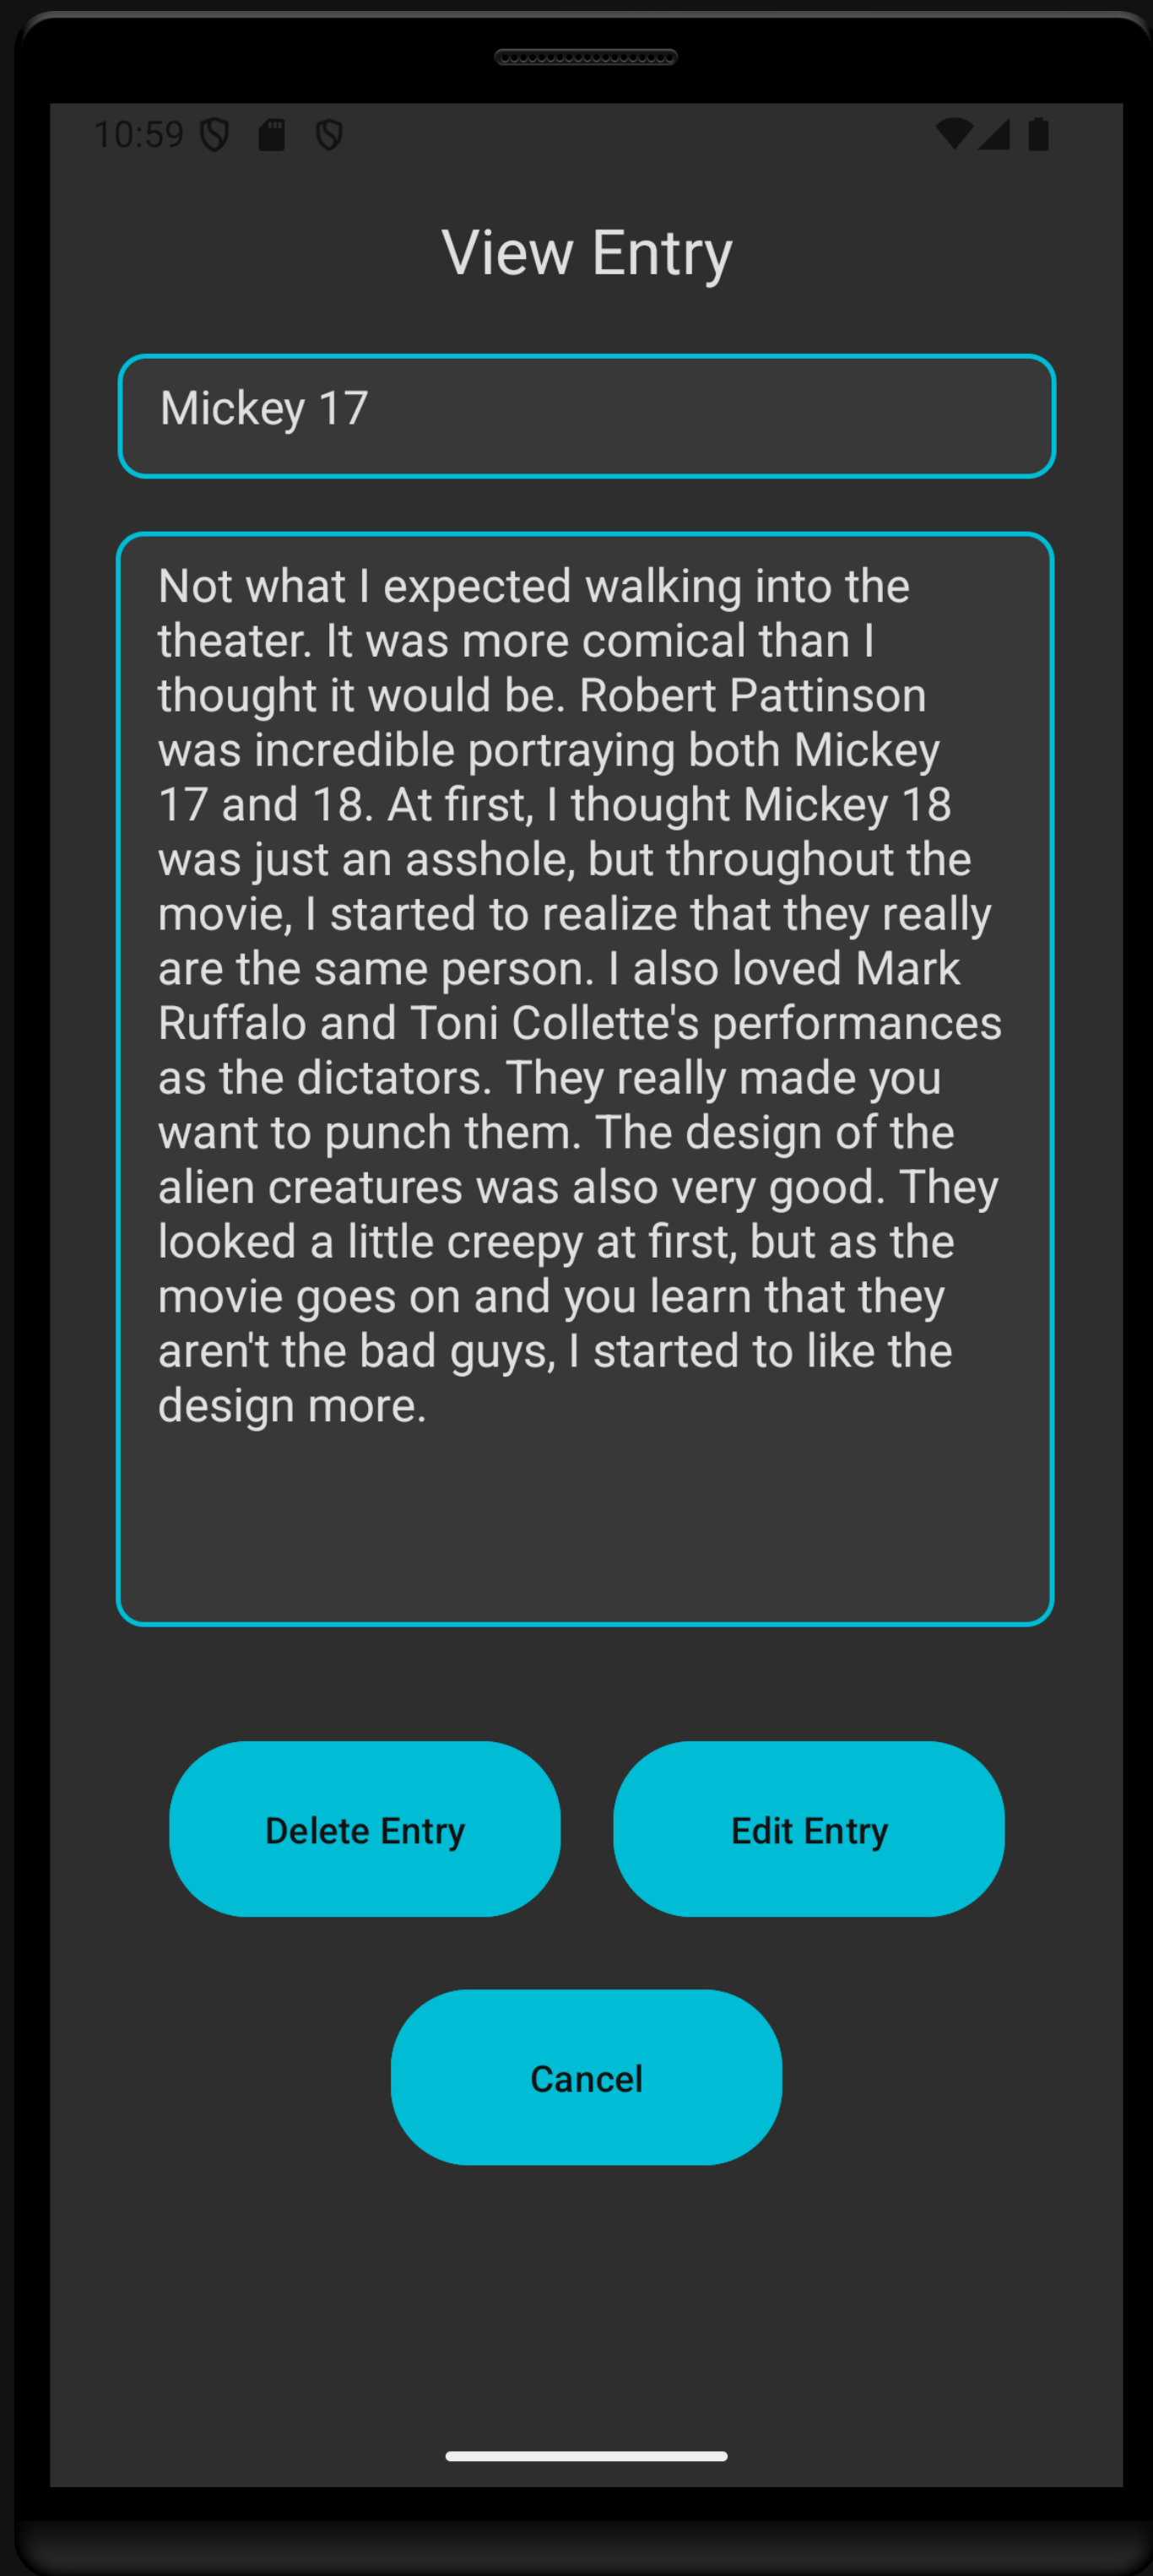 10:59
View Entry
Mickey 17
Not what I expected walking into the
theater. It was more comical than I
thought it would be. Robert Pattinson
was incredible portraying both Mickey
17 and 18. At first, I thought Mickey 18
was just an asshole, but throughout the
movie, I started to realize that they really
are the same person. I also loved Mark
Ruffalo and Toni Collette's performances
as the dictators. They really made you
want to punch them. The design of the
alien creatures was also very good. They
looked a little creepy at first, but as the
movie goes on and you learn that they
aren't the bad guys, I started to like the
design more.
Delete Entry
Edit Entry
Cancel